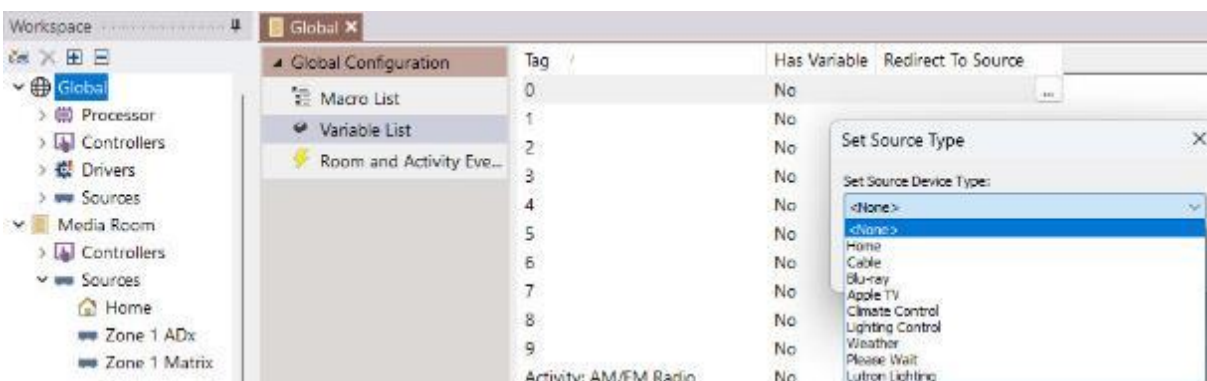 Workspace
Global
Processor
Controllers
Drivers
Sources
Media Room
Controllers
Sources
Home
Zone 1 ADx
Zone 1 Matrix
Global
Global Configuration
Macro List
Variable List
Room and Activity Eve...
Tag Has Variable Redirect To Source
0 No ...
1 No
2 No
3 No
4 No
5 No
6 No
7 No
8 No
9 No
Activity: AM/FM Radio No
Set Source Type
Set Source Device Type:
<None>
<None>
Home
Cable
Blu-ray
Apple TV
Climate Control
Lighting Control
Weather
Please Wait
Lutron Lighting